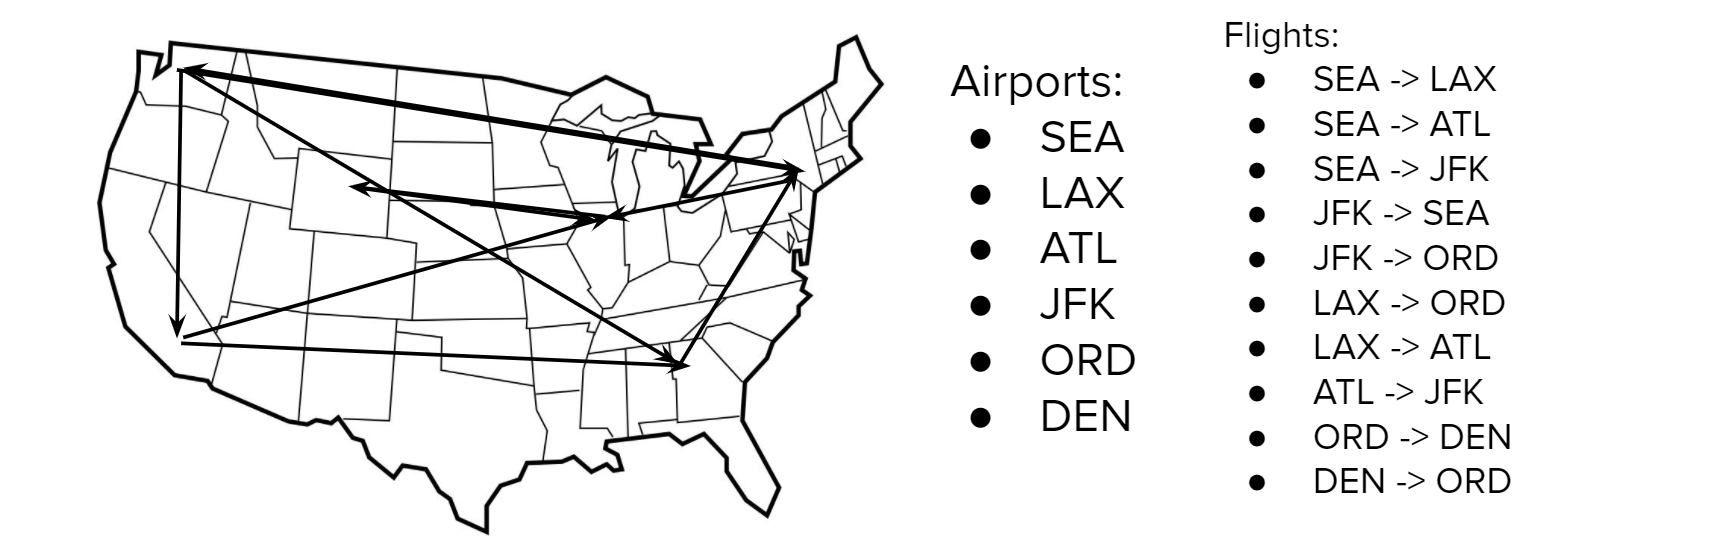 Airports:
● SEA
● LAX
● ATL
● JFK
● ORD
● DEN
Flights:
● SEA -> LAX
● SEA -> ATL
● SEA -> JFK
● JFK -> SEA
● JFK -> ORD
● LAX -> ORD
● LAX -> ATL
● ATL -> JFK
● ORD -> DEN
● DEN -> ORD